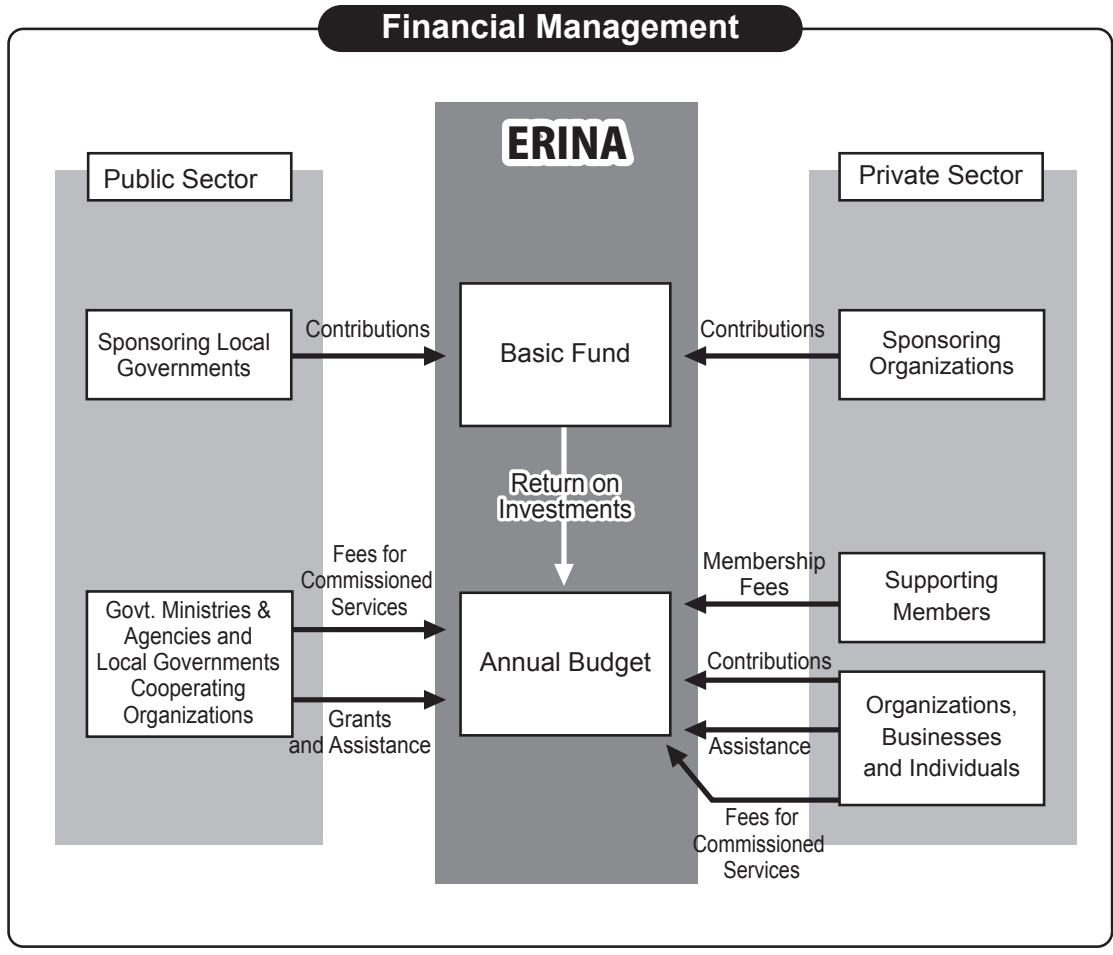 Financial Management
ERINA
Public Sector
Private Sector
Sponsoring Local
Governments
Contributions
Basic Fund
Contributions
Sponsoring
Organizations
Return on
Investments
Govt. Ministries &
Agencies and
Local Governments
Cooperating
Organizations
Fees for
Commissioned
Services
Grants
and Assistance
Annual Budget
Membership
Fees
Supporting
Members
Contributions
Assistance
Fees for
Commissioned
Services
Organizations,
Businesses
and Individuals